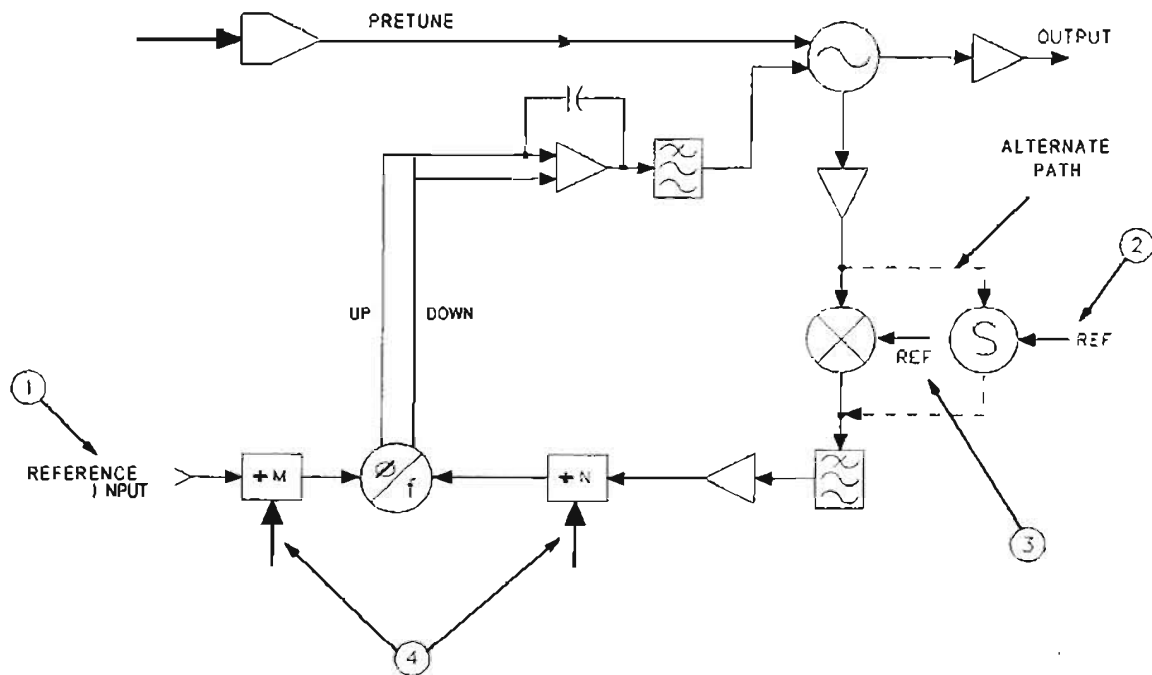 PRETUNE
OUTPUT
ALTERNATE
PATH
2
UP
DOWN
REF
S
REF
1
REFERENCE
INPUT
÷M
Ø/f
÷N
3
4